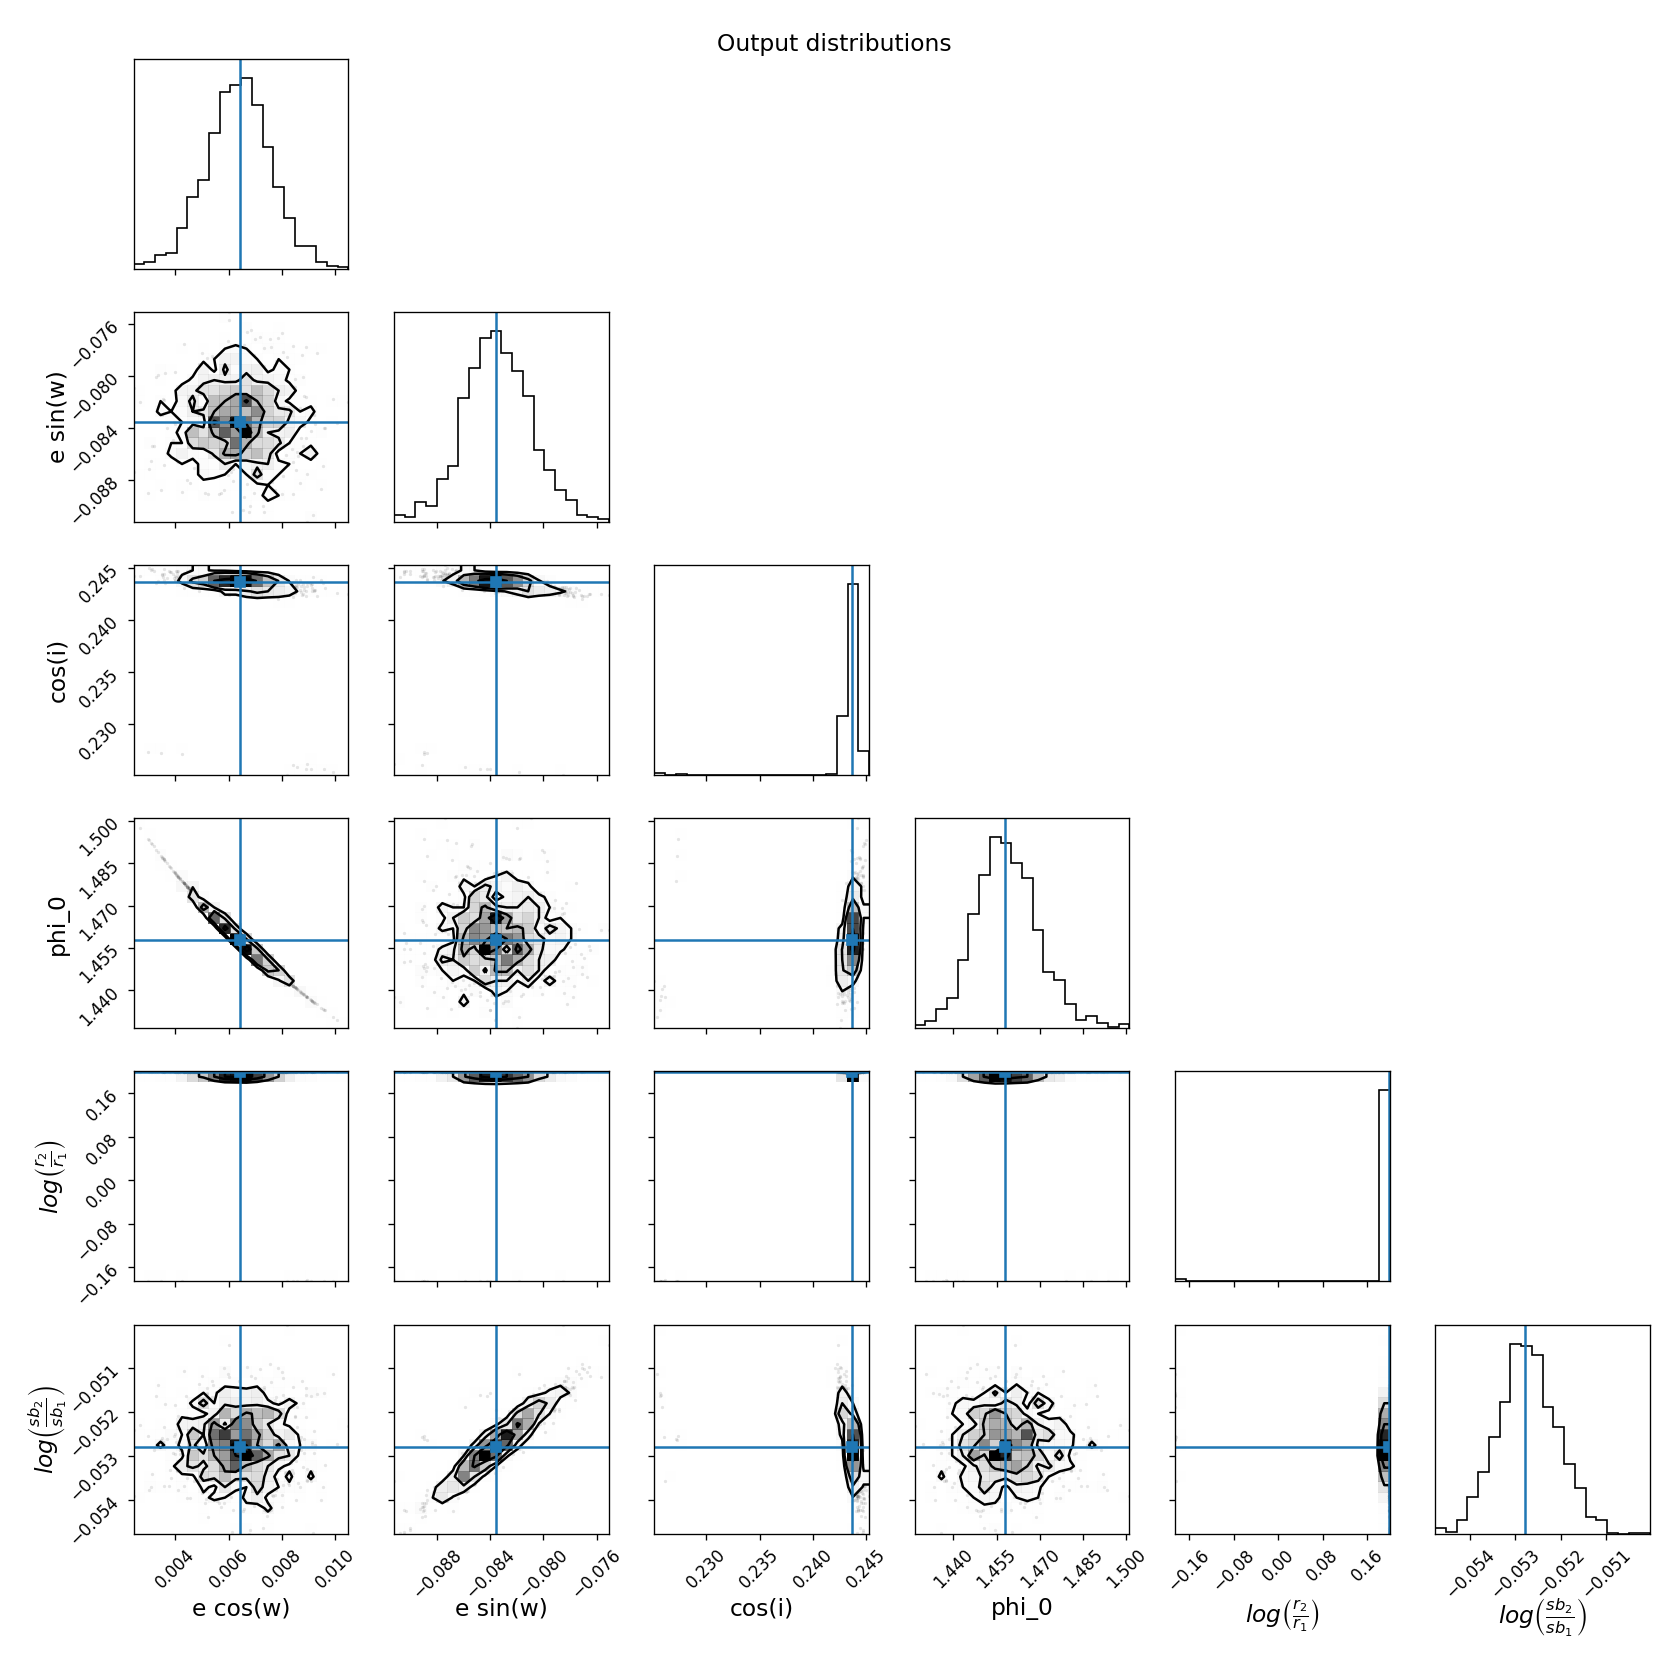 Output distributions
e sin(w)
−0.076
−0.080
−0.084
−0.088
cos(i)
0.245
0.240
0.235
0.230
phi_0
1.500
1.485
1.470
1.455
1.440
log(r₂/r₁)
0.16
0.08
0.00
−0.08
−0.16
log(sb₂/sb₁)
−0.051
−0.052
−0.053
−0.054
0.004 0.006 0.008 0.010
−0.088 −0.084 −0.080 −0.076
0.230 0.235 0.240 0.245
1.440 1.455 1.470 1.485 1.500
−0.16 −0.08 0.00 0.08 0.16
−0.054 −0.053 −0.052 −0.051
e cos(w)
e sin(w)
cos(i)
phi_0
log(r₂/r₁)
log(sb₂/sb₁)